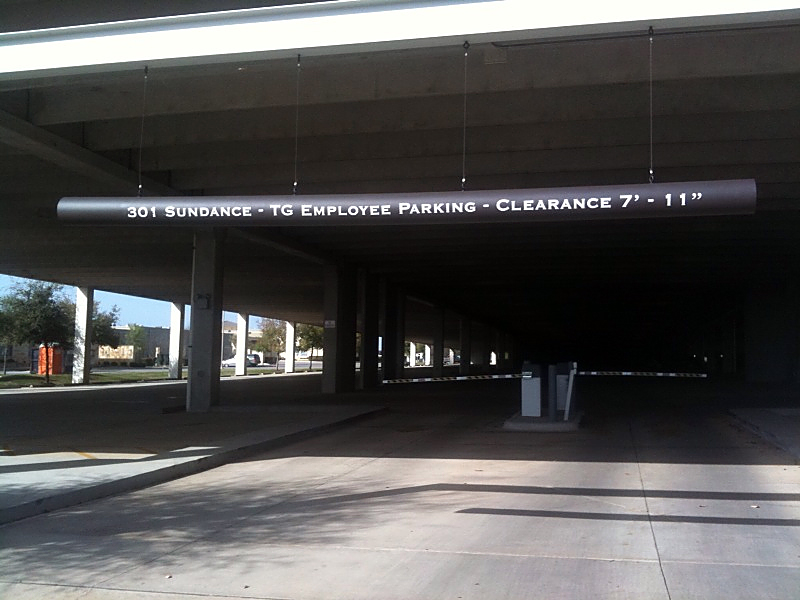 301 Sundance - TG Employee Parking - Clearance 7' - 11"